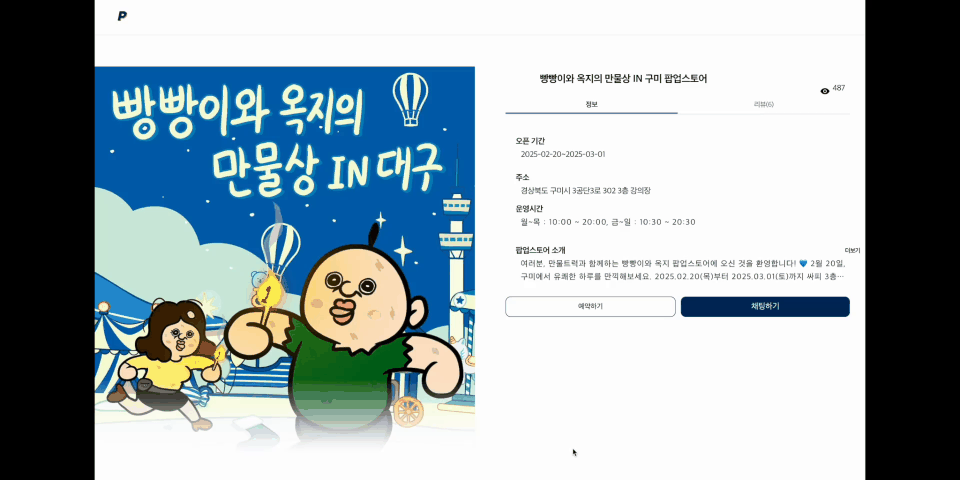 P
빵빵이와 옥지의
만물상 IN 대구
빵빵이와 옥지의 만물상 IN 구미 팝업스토어
487
정보
리뷰(6)
오픈 기간
2025-02-20~2025-03-01
주소
경상북도 구미시 3공단3로 302 3층 강의장
운영시간
월~목 : 10:00 ~ 20:00, 금~일 : 10:30 ~ 20:30
팝업스토어 소개
더보기
여러분, 만물트럭과 함께하는 빵빵이와 옥지 팝업스토어에 오신 것을 환영합니다! 💙 2월 20일,
구미에서 유쾌한 하루를 만끽해보세요. 2025.02.20(목)부터 2025.03.01(토)까지 싸피 3층…
예약하기
채팅하기